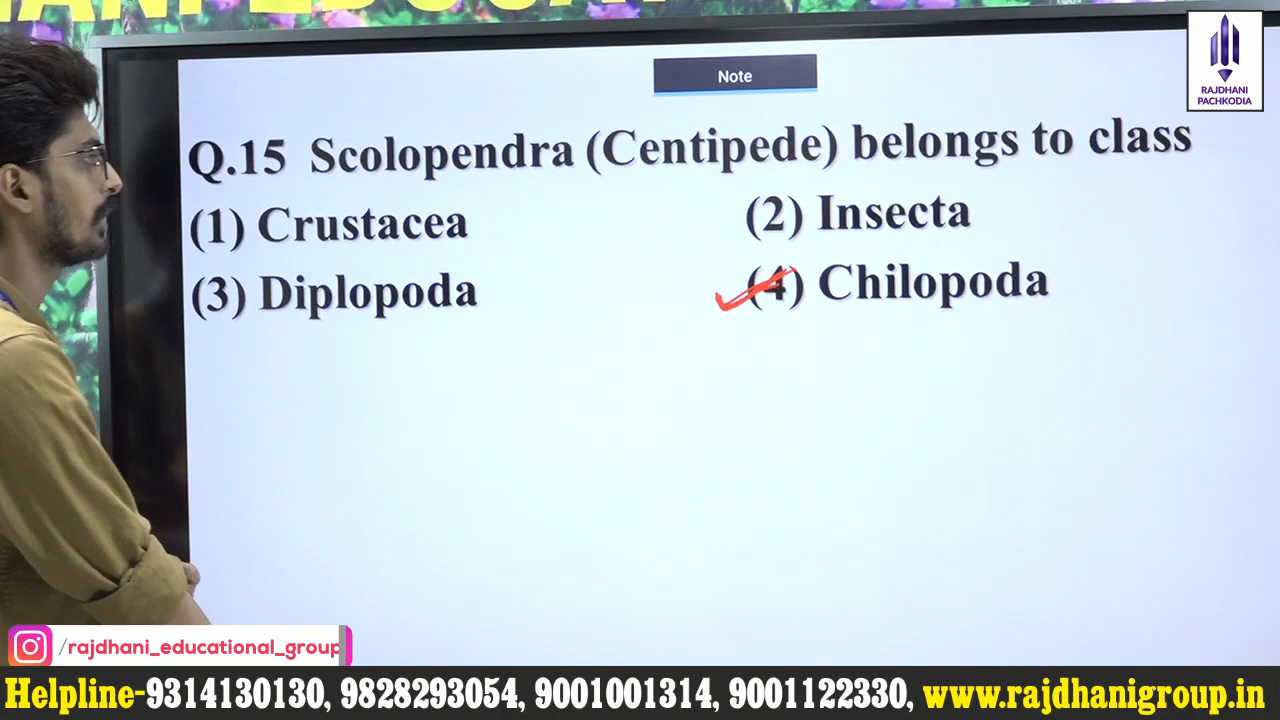 Note
RAJDHANI
PACHKODIA
Q.15 Scolopendra (Centipede) belongs to class
(1) Crustacea (2) Insecta
(3) Diplopoda (4) Chilopoda
/rajdhani_educational_group
Helpline-9314130130, 9828293054, 9001001314, 9001122330, www.rajdhanigroup.in